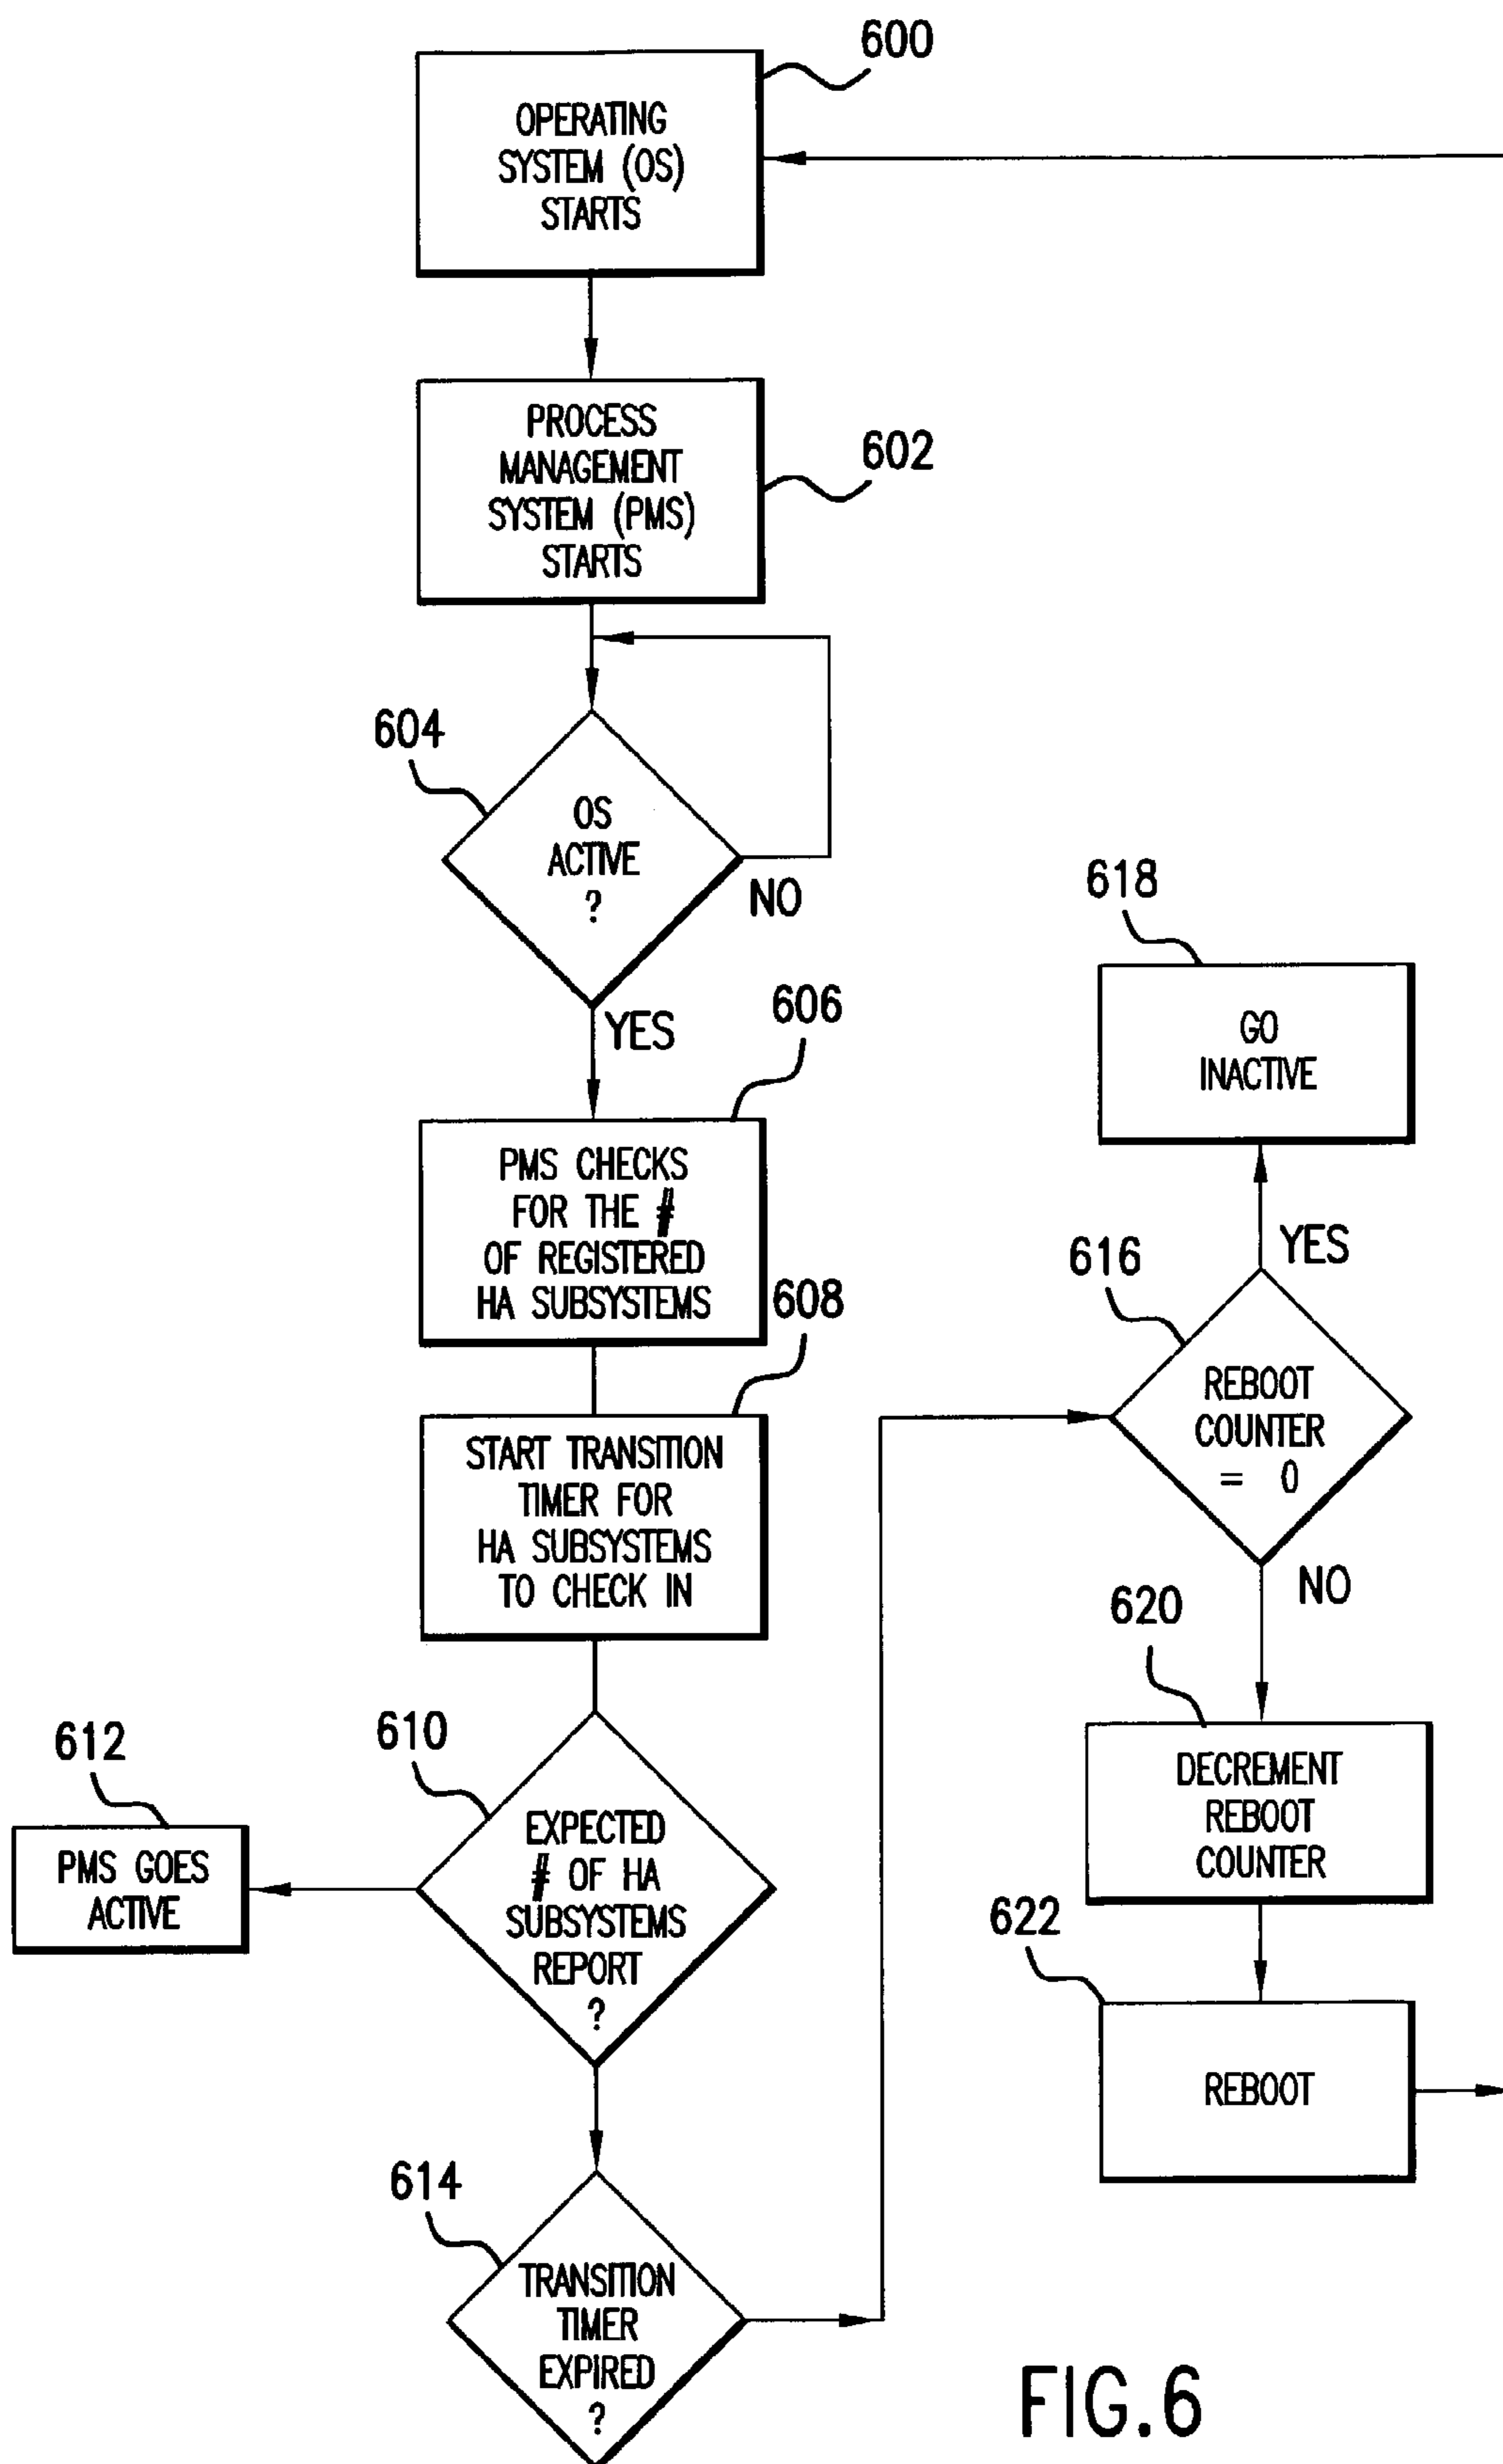 600
OPERATING
SYSTEM (OS)
STARTS
602
PROCESS
MANAGEMENT
SYSTEM (PMS)
STARTS
604
OS
ACTIVE
?
NO
YES
606
PMS CHECKS
FOR THE #
OF REGISTERED
HA SUBSYSTEMS
608
START TRANSITION
TIMER FOR
HA SUBSYSTEMS
TO CHECK IN
610
EXPECTED
# OF HA
SUBSYSTEMS
REPORT
?
612
PMS GOES
ACTIVE
614
TRANSITION
TIMER
EXPIRED
?
616
REBOOT
COUNTER
= 0
YES
618
GO
INACTIVE
NO
620
DECREMENT
REBOOT
COUNTER
622
REBOOT
FIG.6